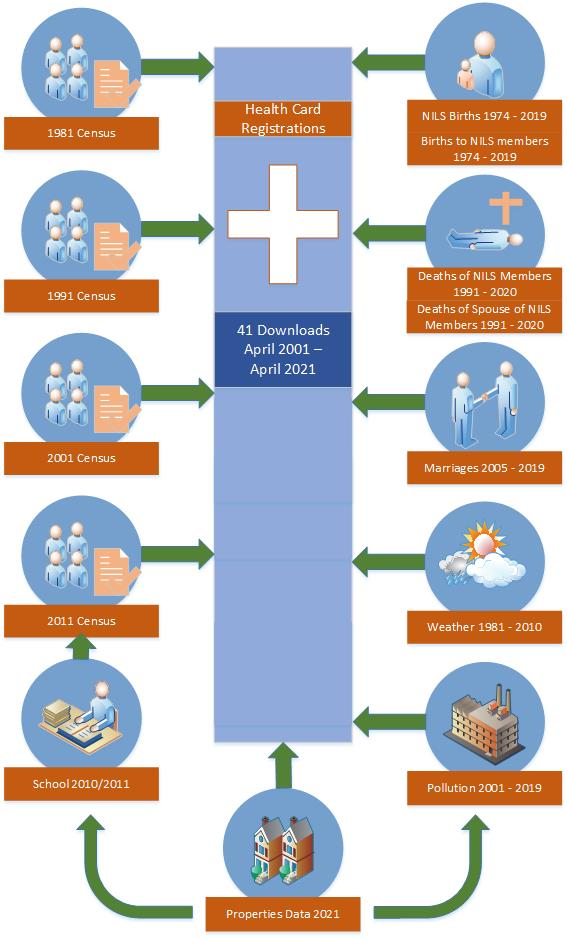 1981 Census
1991 Census
2001 Census
2011 Census
School 2010/2011
Health Card
Registrations
41 Downloads
April 2001 –
April 2021
Properties Data 2021
NILS Births 1974 - 2019
Births to NILS members
1974 - 2019
Deaths of NILS Members
1991 - 2020
Deaths of Spouse of NILS
Members 1991 - 2020
Marriages 2005 - 2019
Weather 1981 - 2010
Pollution 2001 - 2019